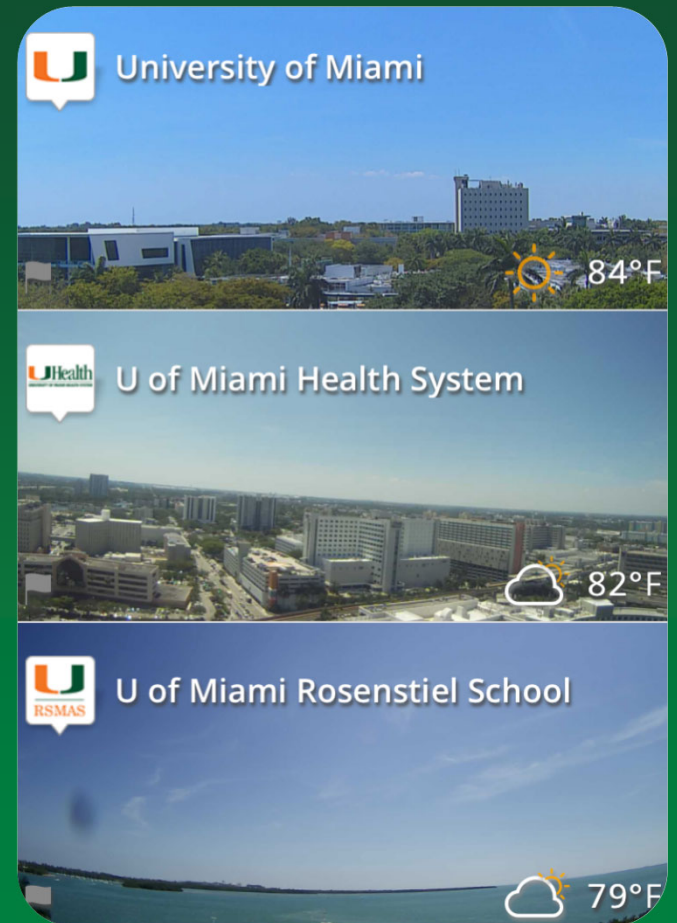 University of Miami
84°F
UHealth
U of Miami Health System
82°F
U of Miami Rosenstiel School
RSMAS
79°F